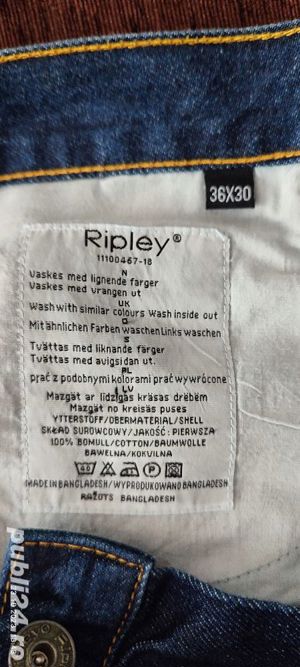 36X30
Ripley®
11100467-18
N
Vaskes med lignende farger
Vaskes med vrangen ut
UK
Wash with similar colours Wash inside out
D
Mit ähnlichen Farben waschen Links waschen
S
Tvättas med liknande färger
Tvättas med avigsidan ut.
PL
prać z podobnymi kolorami prać wywrócone
LV
Mazgāt ar līdzīgas krāsas drēbēm
Mazgāt no kreisās puses
YTTERSTOFF/OBERMATERIAL/SHELL
SKŁAD SUROWCOWY/JAKOŚĆ: PIERWSZA
100% BOMULL/COTTON/BAUMWOLLE
BAWEŁNA/KOKVILNA
MADE IN BANGLADESH/WYPRODUKOWANO BANGLADESH
RAŽOTS BANGLADESH
publi24.ro